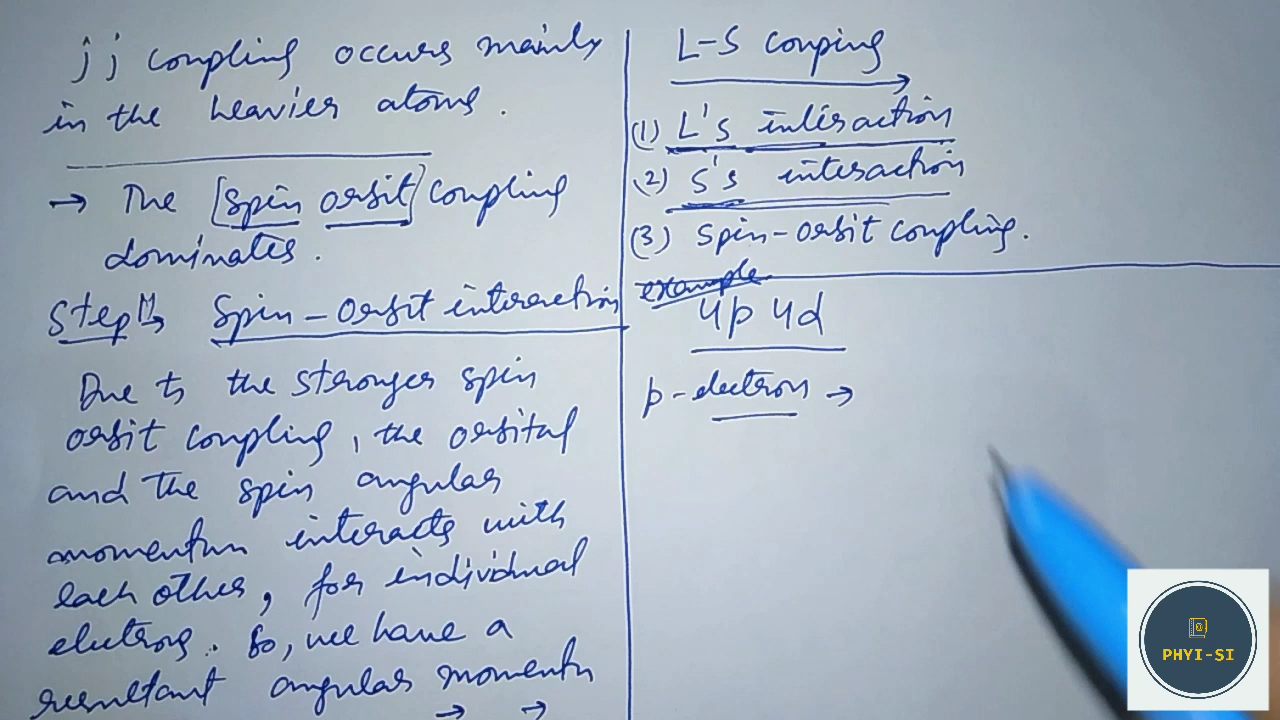 jj coupling occurs mainly
in the heavier atoms.
→ The [spin orbit] coupling
dominates.
Step 1 → Spin-orbit interaction
Due to the stronger spin
orbit coupling, the orbital
and the spin angular
momentum interacts with
each other, for individual
electrons. So, we have a
resultant angular momentm
L-S couping
(1) L's interaction
(2) S's interaction
(3) Spin-orbit coupling.
example
4p 4d
p-electron →
PHYI-SI